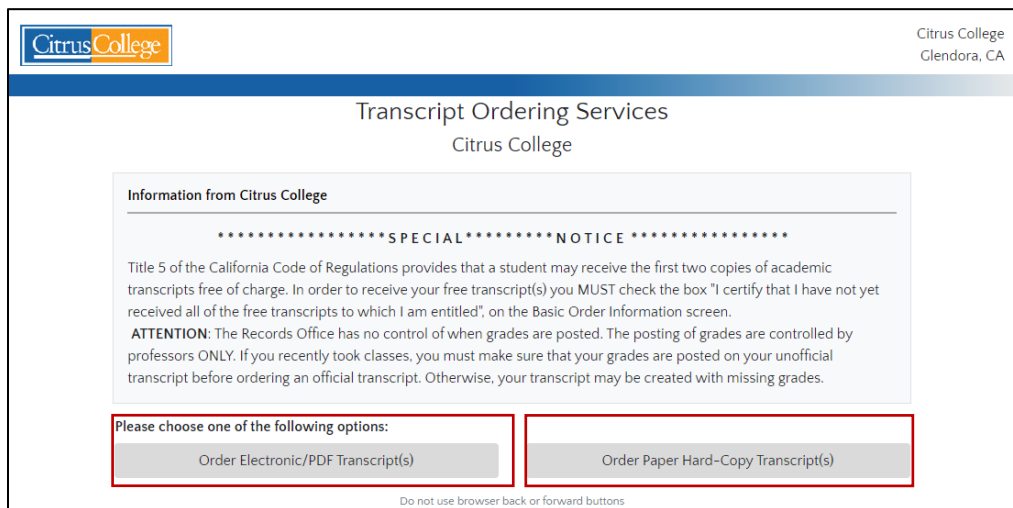 Citrus College
Citrus College
Glendora, CA
Transcript Ordering Services
Citrus College
Information from Citrus College
*****************SPECIAL*********NOTICE ****************
Title 5 of the California Code of Regulations provides that a student may receive the first two copies of academic
transcripts free of charge. In order to receive your free transcript(s) you MUST check the box "I certify that I have not yet
received all of the free transcripts to which I am entitled", on the Basic Order Information screen.
ATTENTION: The Records Office has no control of when grades are posted. The posting of grades are controlled by
professors ONLY. If you recently took classes, you must make sure that your grades are posted on your unofficial
transcript before ordering an official transcript. Otherwise, your transcript may be created with missing grades.
Please choose one of the following options:
Order Electronic/PDF Transcript(s)
Order Paper Hard-Copy Transcript(s)
Do not use browser back or forward buttons